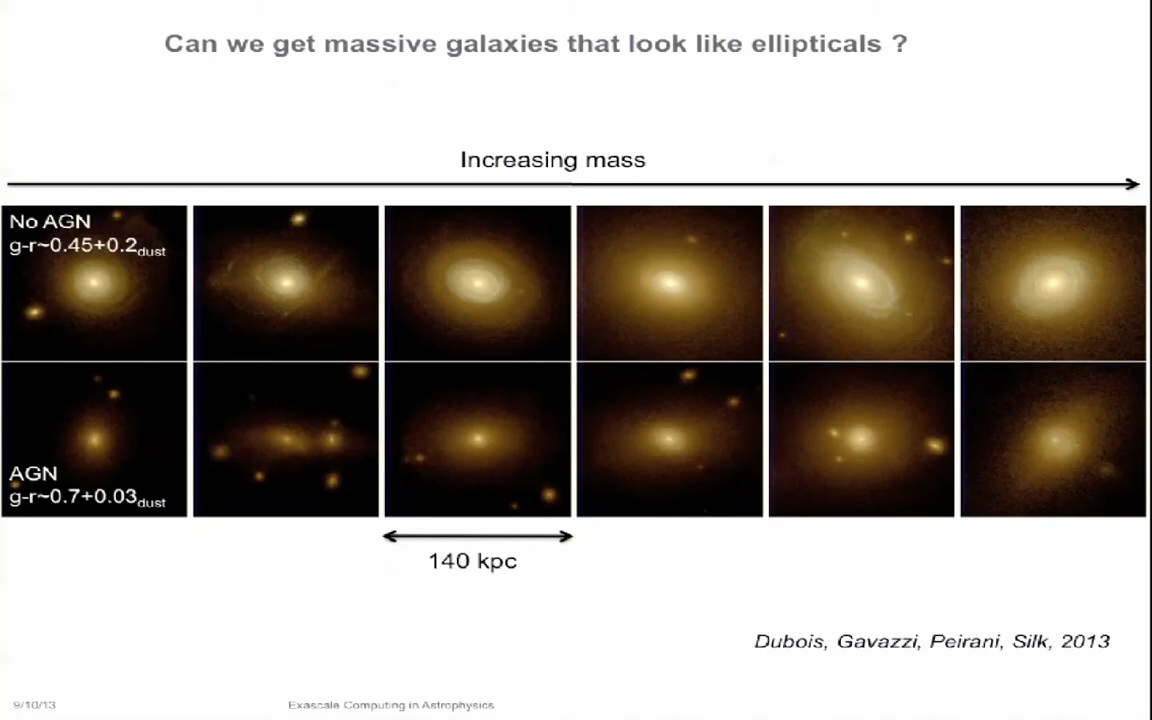 Can we get massive galaxies that look like ellipticals ?
Increasing mass
No AGN
g-r~0.45+0.2dust
AGN
g-r~0.7+0.03dust
140 kpc
Dubois, Gavazzi, Peirani, Silk, 2013
9/10/13
Exascale Computing in Astrophysics